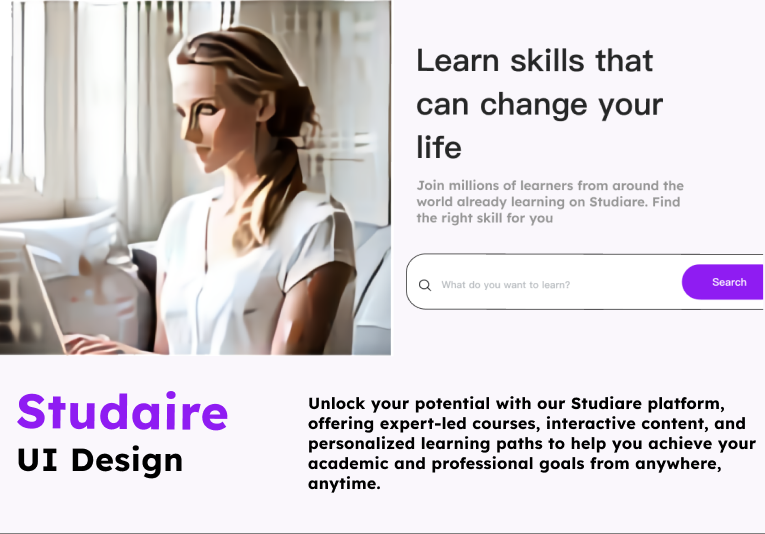 Learn skills that
can change your
life
Join millions of learners from around the
world already learning on Studiare. Find
the right skill for you
What do you want to learn?
Search
Studaire
UI Design
Unlock your potential with our Studiare platform,
offering expert-led courses, interactive content, and
personalized learning paths to help you achieve your
academic and professional goals from anywhere,
anytime.